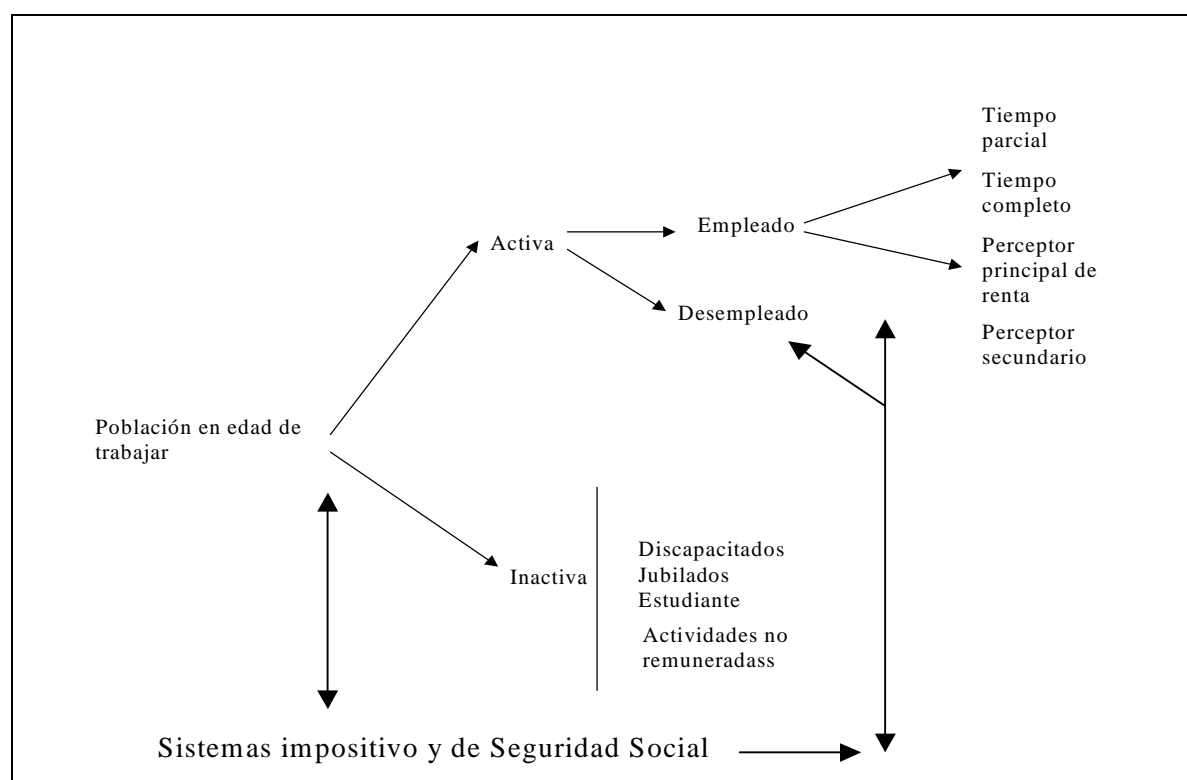 Tiempo
parcial
Tiempo
completo
Empleado
Activa
Perceptor
principal de
renta
Desempleado
Perceptor
secundario
Población en edad de
trabajar
Discapacitados
Inactiva
Jubilados
Estudiante
Actividades no
remuneradass
Sistemas impositivo y de Seguridad Social